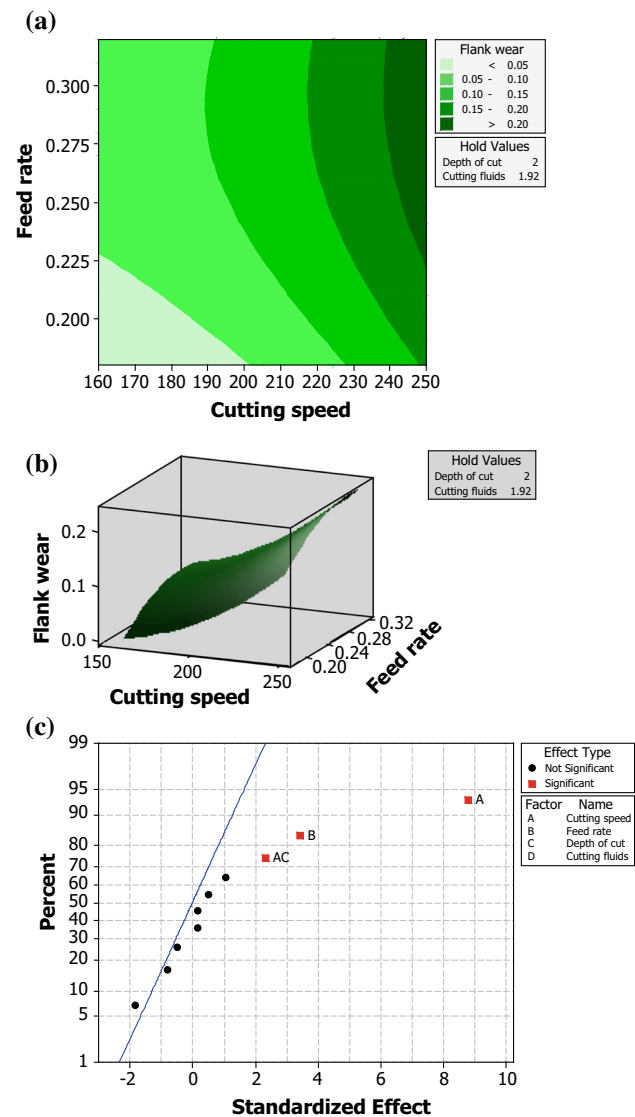 (a)
Feed rate
0.300
0.275
0.250
0.225
0.200
160 170 180 190 200 210 220 230 240 250
Cutting speed
Flank wear
< 0.05
0.05 - 0.10
0.10 - 0.15
0.15 - 0.20
> 0.20
Hold Values
Depth of cut 2
Cutting fluids 1.92
(b)
Flank wear
0.2
0.1
0.0
150 200 250
Cutting speed
0.20 0.24 0.28 0.32
Feed rate
Hold Values
Depth of cut 2
Cutting fluids 1.92
(c)
Percent
99
95
90
80
70
60
50
40
30
20
10
5
1
A
B
AC
-2 0 2 4 6 8 10
Standardized Effect
Effect Type
Not Significant
Significant
Factor Name
A Cutting speed
B Feed rate
C Depth of cut
D Cutting fluids